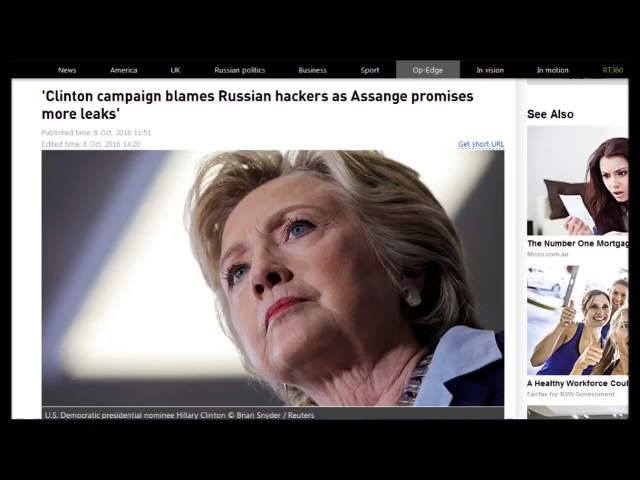 News America UK Russian politics Business Sport Op-Edge In vision In motion RT360
'Clinton campaign blames Russian hackers as Assange promises
more leaks'
Published time: 8 Oct, 2016 11:51
Edited time: 8 Oct, 2016 14:20
Get short URL
U.S. Democratic presidential nominee Hillary Clinton © Brian Snyder / Reuters
See Also
The Number One Mortgag
Mozo.com.au
A Healthy Workforce Coul
Fairfax for NSW Government